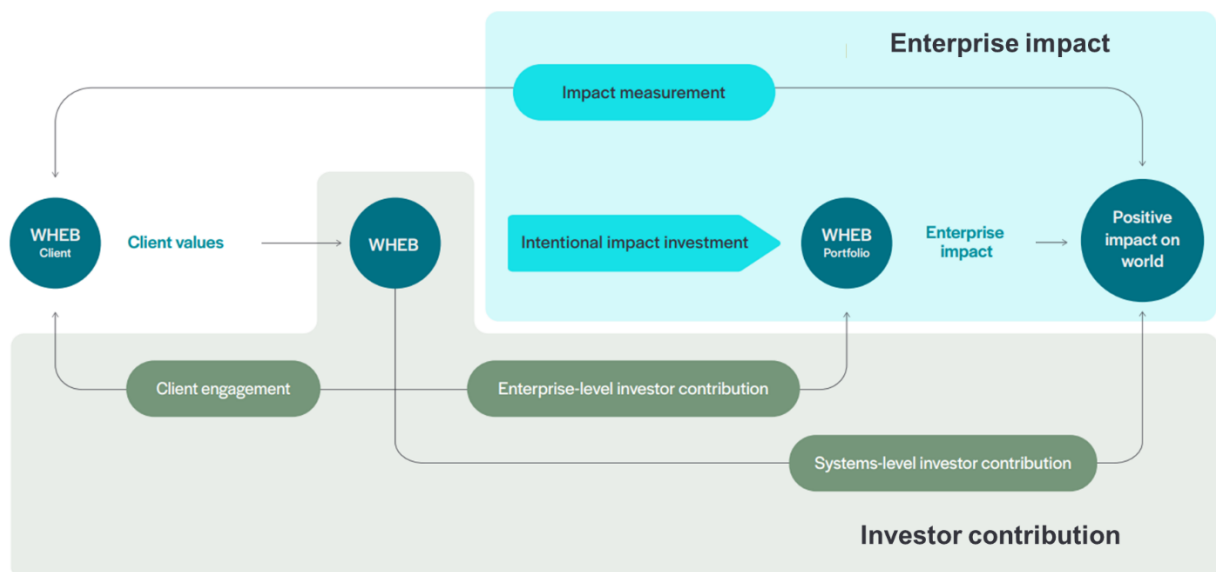 Enterprise impact
Impact measurement
WHEB
Client
Client values
WHEB
Intentional impact investment
WHEB
Portfolio
Enterprise
impact
Positive
impact on
world
Client engagement
Enterprise-level investor contribution
Systems-level investor contribution
Investor contribution